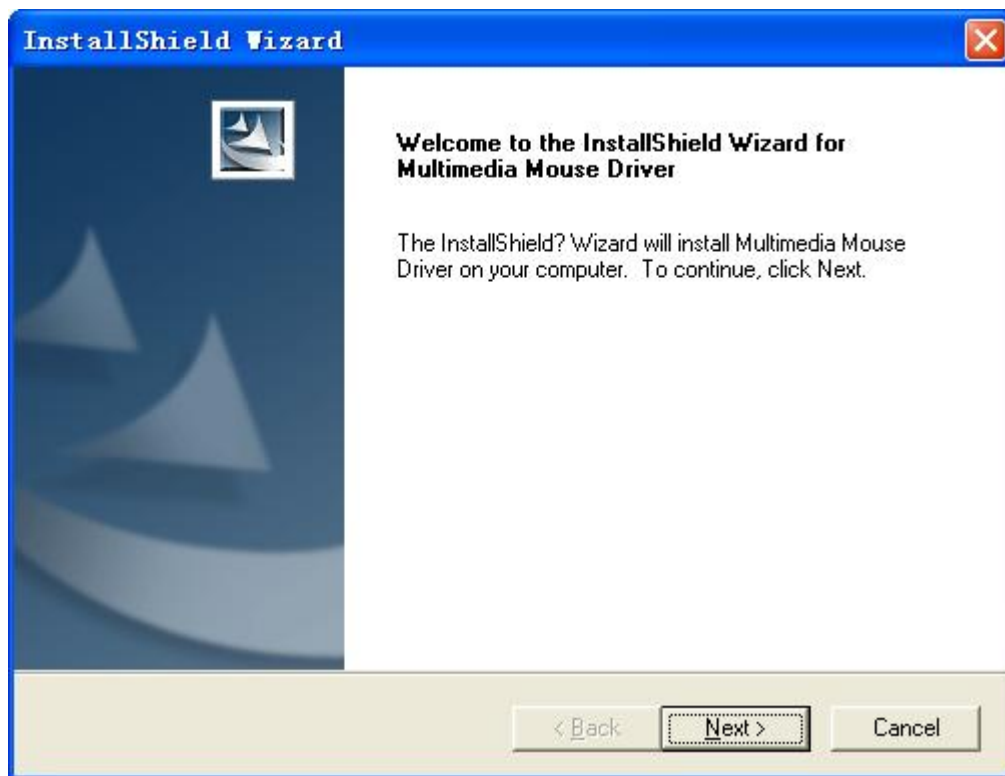 InstallShield Wizard
Welcome to the InstallShield Wizard for
Multimedia Mouse Driver
The InstallShield? Wizard will install Multimedia Mouse
Driver on your computer.  To continue, click Next.
< Back
Next >
Cancel